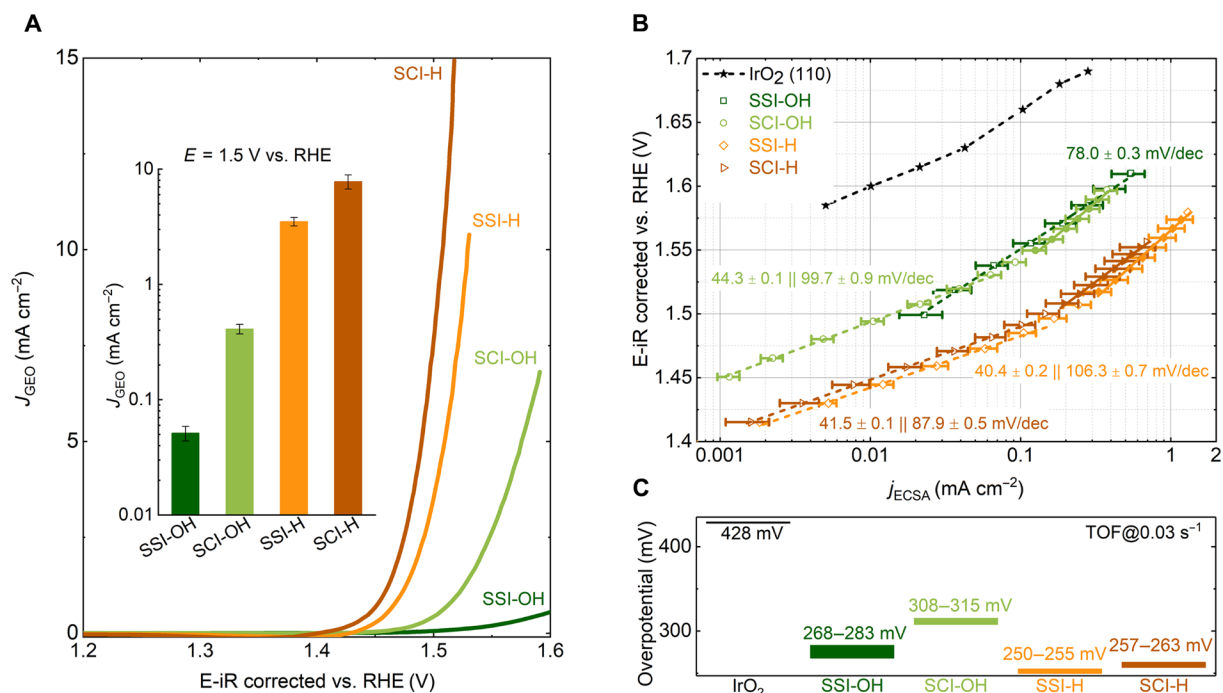 A
15
10
5
0
J_GEO (mA cm⁻²)
SCI-H
SSI-H
SCI-OH
SSI-OH
E = 1.5 V vs. RHE
10
1
0.1
0.01
J_GEO (mA cm⁻²)
SSI-OH
SCI-OH
SSI-H
SCI-H
1.2
1.3
1.4
1.5
1.6
E-iR corrected vs. RHE (V)
B
1.7
1.65
1.6
1.55
1.5
1.45
1.4
E-iR corrected vs. RHE (V)
IrO₂ (110)
SSI-OH
SCI-OH
SSI-H
SCI-H
78.0 ± 0.3 mV/dec
44.3 ± 0.1 || 99.7 ± 0.9 mV/dec
40.4 ± 0.2 || 106.3 ± 0.7 mV/dec
41.5 ± 0.1 || 87.9 ± 0.5 mV/dec
0.001
0.01
0.1
1
2
j_ECSA (mA cm⁻²)
C
400
300
Overpotential (mV)
428 mV
TOF@0.03 s⁻¹
308–315 mV
268–283 mV
250–255 mV
257–263 mV
IrO₂
SSI-OH
SCI-OH
SSI-H
SCI-H